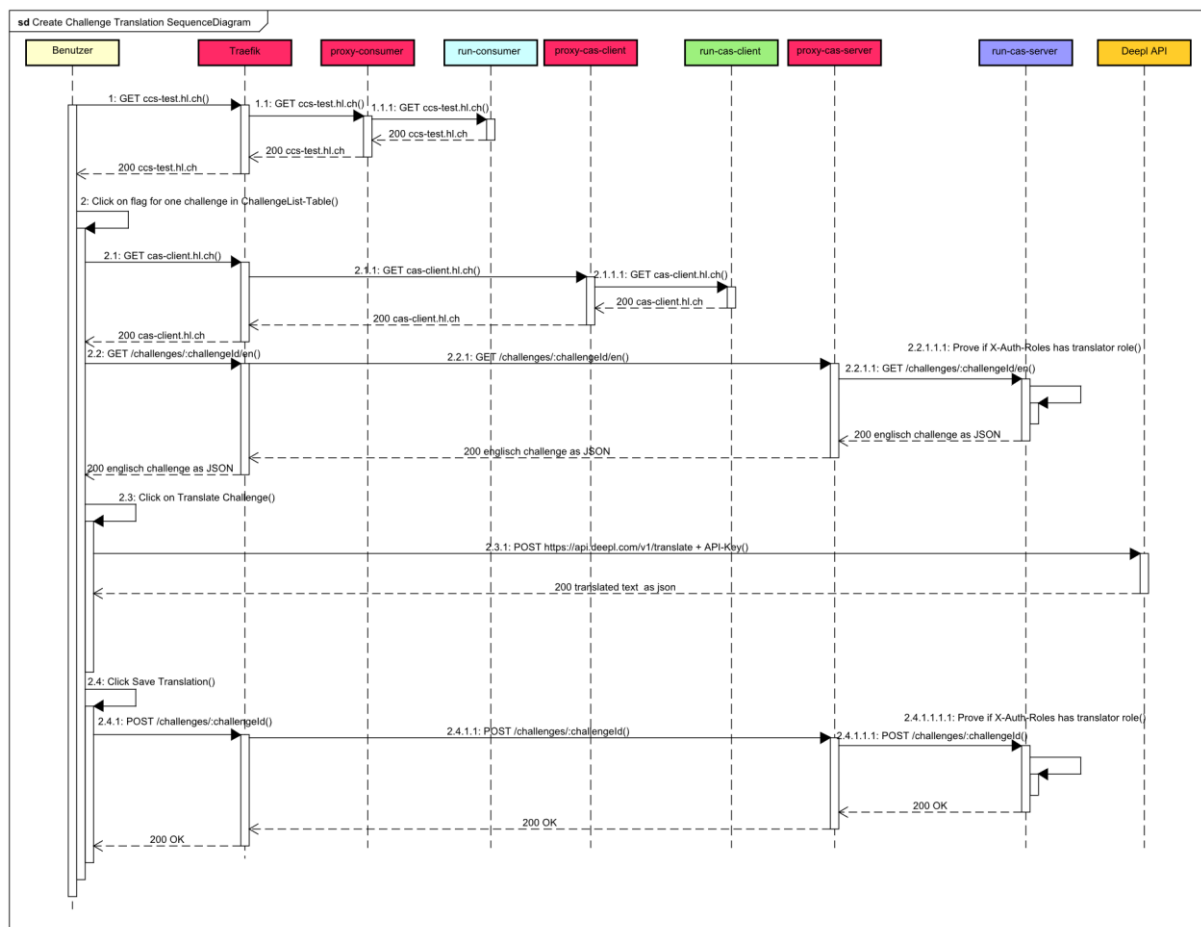 sd Create Challenge Translation SequenceDiagram
Benutzer
Traefik
proxy-consumer
run-consumer
proxy-cas-client
run-cas-client
proxy-cas-server
run-cas-server
Deepl API
1: GET ccs-test.hl.ch()
1.1: GET ccs-test.hl.ch()
1.1.1: GET ccs-test.hl.ch()
200 ccs-test.hl.ch
200 ccs-test.hl.ch
200 ccs-test.hl.ch
2: Click on flag for one challenge in ChallengeList-Table()
2.1: GET cas-client.hl.ch()
2.1.1: GET cas-client.hl.ch()
2.1.1.1: GET cas-client.hl.ch()
200 cas-client.hl.ch
200 cas-client.hl.ch
200 cas-client.hl.ch
2.2: GET /challenges/:challengeId/en()
2.2.1: GET /challenges/:challengeId/en()
2.2.1.1.1: Prove if X-Auth-Roles has translator role()
2.2.1.1: GET /challenges/:challengeId/en()
200 englisch challenge as JSON
200 englisch challenge as JSON
200 englisch challenge as JSON
2.3: Click on Translate Challenge()
2.3.1: POST https://api.deepl.com/v1/translate + API-Key()
200 translated text as json
2.4: Click Save Translation()
2.4.1: POST /challenges/:challengeId()
2.4.1.1: POST /challenges/:challengeId()
2.4.1.1.1.1: Prove if X-Auth-Roles has translator role()
2.4.1.1.1: POST /challenges/:challengeId()
200 OK
200 OK
200 OK